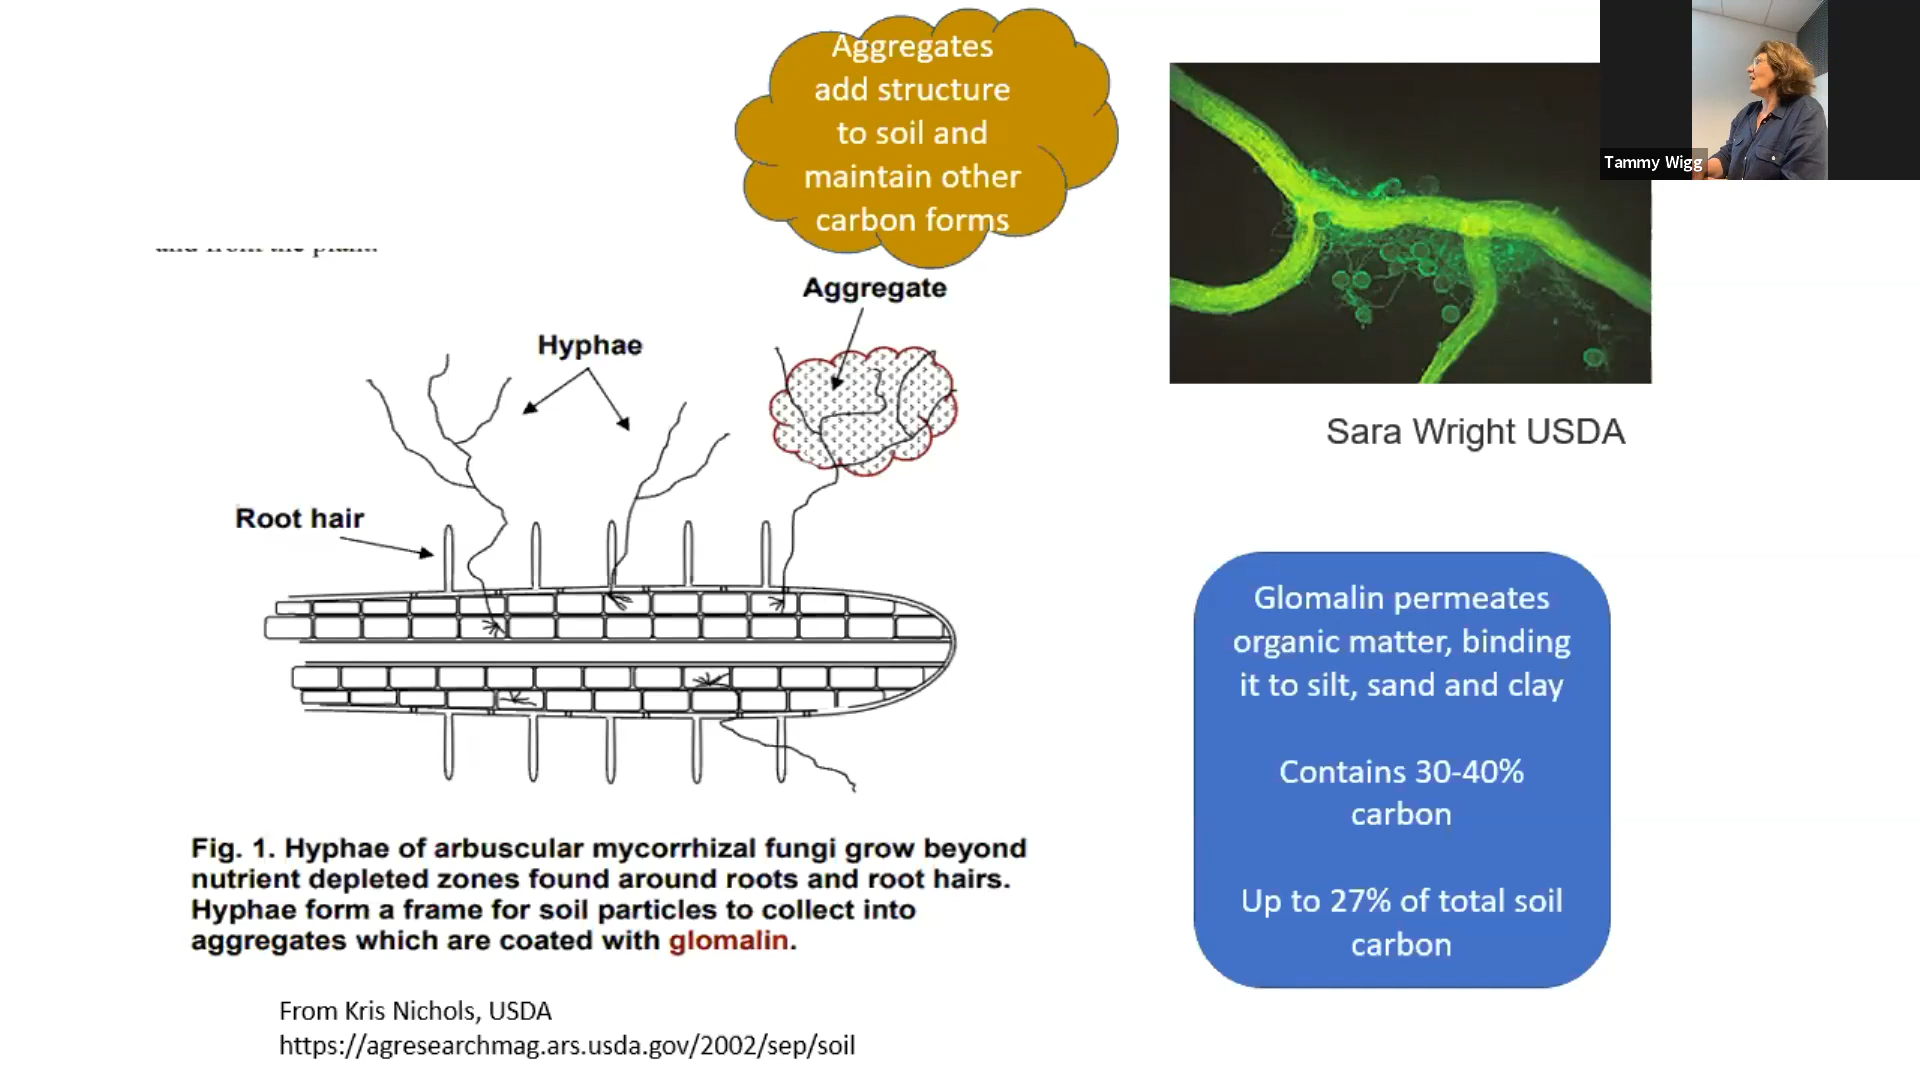 Aggregates
add structure
to soil and
maintain other
carbon forms
Tammy Wigg
and from the plant.
Aggregate
Hyphae
Root hair
Sara Wright USDA
Glomalin permeates
organic matter, binding
it to silt, sand and clay
Contains 30-40%
carbon
Up to 27% of total soil
carbon
Fig. 1. Hyphae of arbuscular mycorrhizal fungi grow beyond
nutrient depleted zones found around roots and root hairs.
Hyphae form a frame for soil particles to collect into
aggregates which are coated with glomalin.
From Kris Nichols, USDA
https://agresearchmag.ars.usda.gov/2002/sep/soil